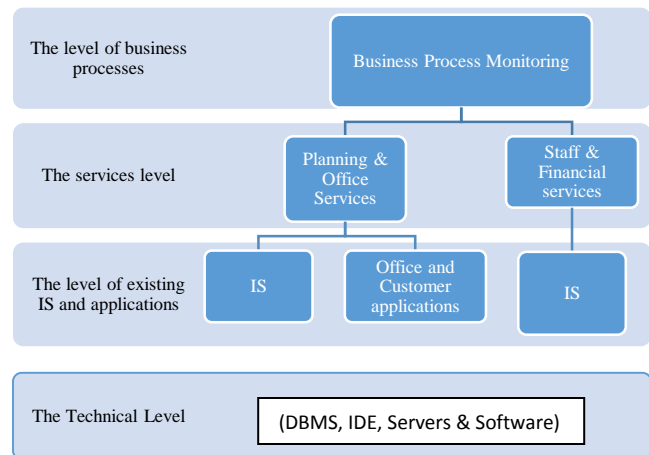 The level of business
processes
Business Process Monitoring
The services level
Planning &
Office
Services
Staff &
Financial
services
The level of existing
IS and applications
IS
Office and
Customer
applications
IS
The Technical Level
(DBMS, IDE, Servers & Software)